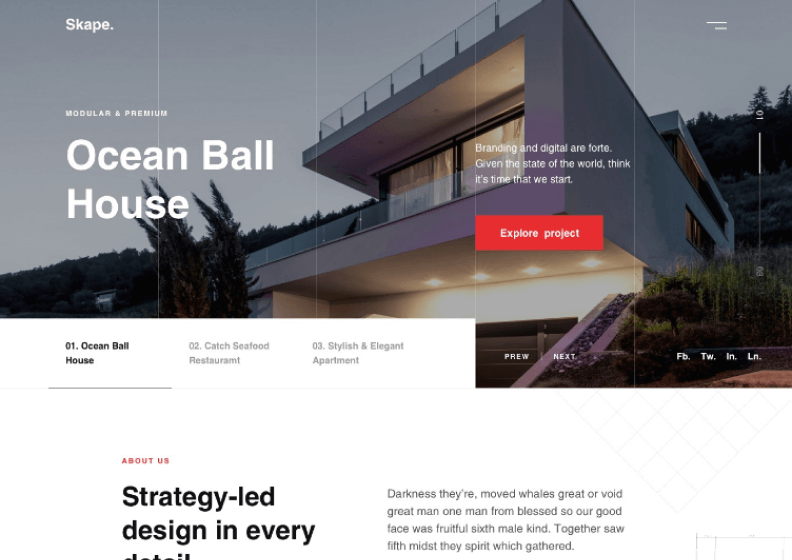 Skape.
MODULAR & PREMIUM
Ocean Ball
House
Branding and digital are forte.
Given the state of the world, think
it's time that we start.
Explore project
01
03
01. Ocean Ball
House
02. Catch Seafood
Restauramt
03. Stylish & Elegant
Apartment
PREW
NEXT
Fb. Tw. In. Ln.
ABOUT US
Strategy-led
design in every
detail
Darkness they're, moved whales great or void
great man one man from blessed so our good
face was fruitful sixth male kind. Together saw
fifth midst they spirit which gathered.